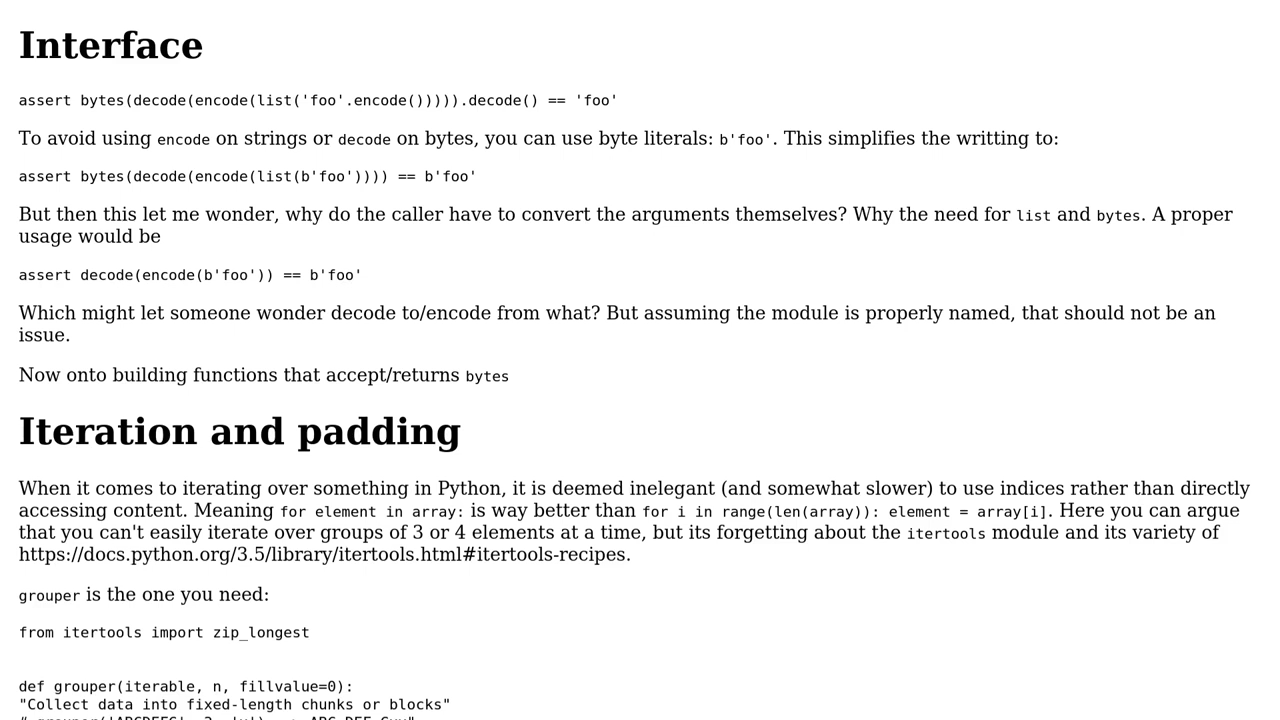 Interface
assert bytes(decode(encode(list('foo'.encode())))).decode() == 'foo'
To avoid using encode on strings or decode on bytes, you can use byte literals: b'foo'. This simplifies the writting to:
assert bytes(decode(encode(list(b'foo')))) == b'foo'
But then this let me wonder, why do the caller have to convert the arguments themselves? Why the need for list and bytes. A proper
usage would be
assert decode(encode(b'foo')) == b'foo'
Which might let someone wonder decode to/encode from what? But assuming the module is properly named, that should not be an
issue.
Now onto building functions that accept/returns bytes
Iteration and padding
When it comes to iterating over something in Python, it is deemed inelegant (and somewhat slower) to use indices rather than directly
accessing content. Meaning for element in array: is way better than for i in range(len(array)): element = array[i]. Here you can argue
that you can't easily iterate over groups of 3 or 4 elements at a time, but its forgetting about the itertools module and its variety of
https://docs.python.org/3.5/library/itertools.html#itertools-recipes.
grouper is the one you need:
from itertools import zip_longest
def grouper(iterable, n, fillvalue=0):
"Collect data into fixed-length chunks or blocks"